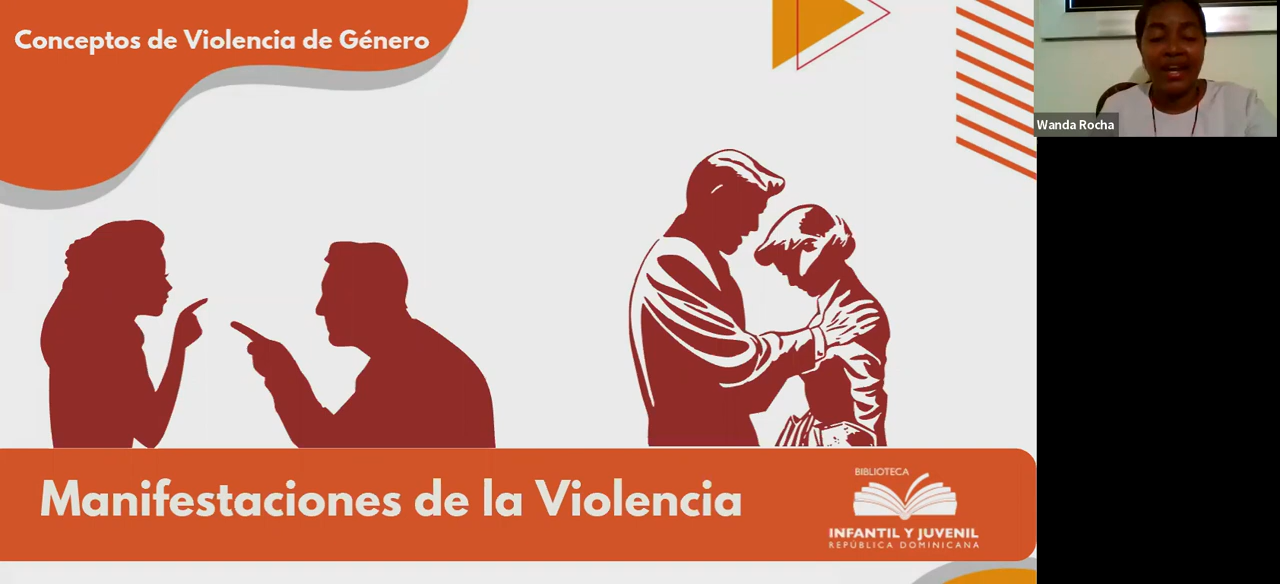 Conceptos de Violencia de Género
Wanda Rocha
Manifestaciones de la Violencia
BIBLIOTECA
INFANTIL Y JUVENIL
REPÚBLICA DOMINICANA